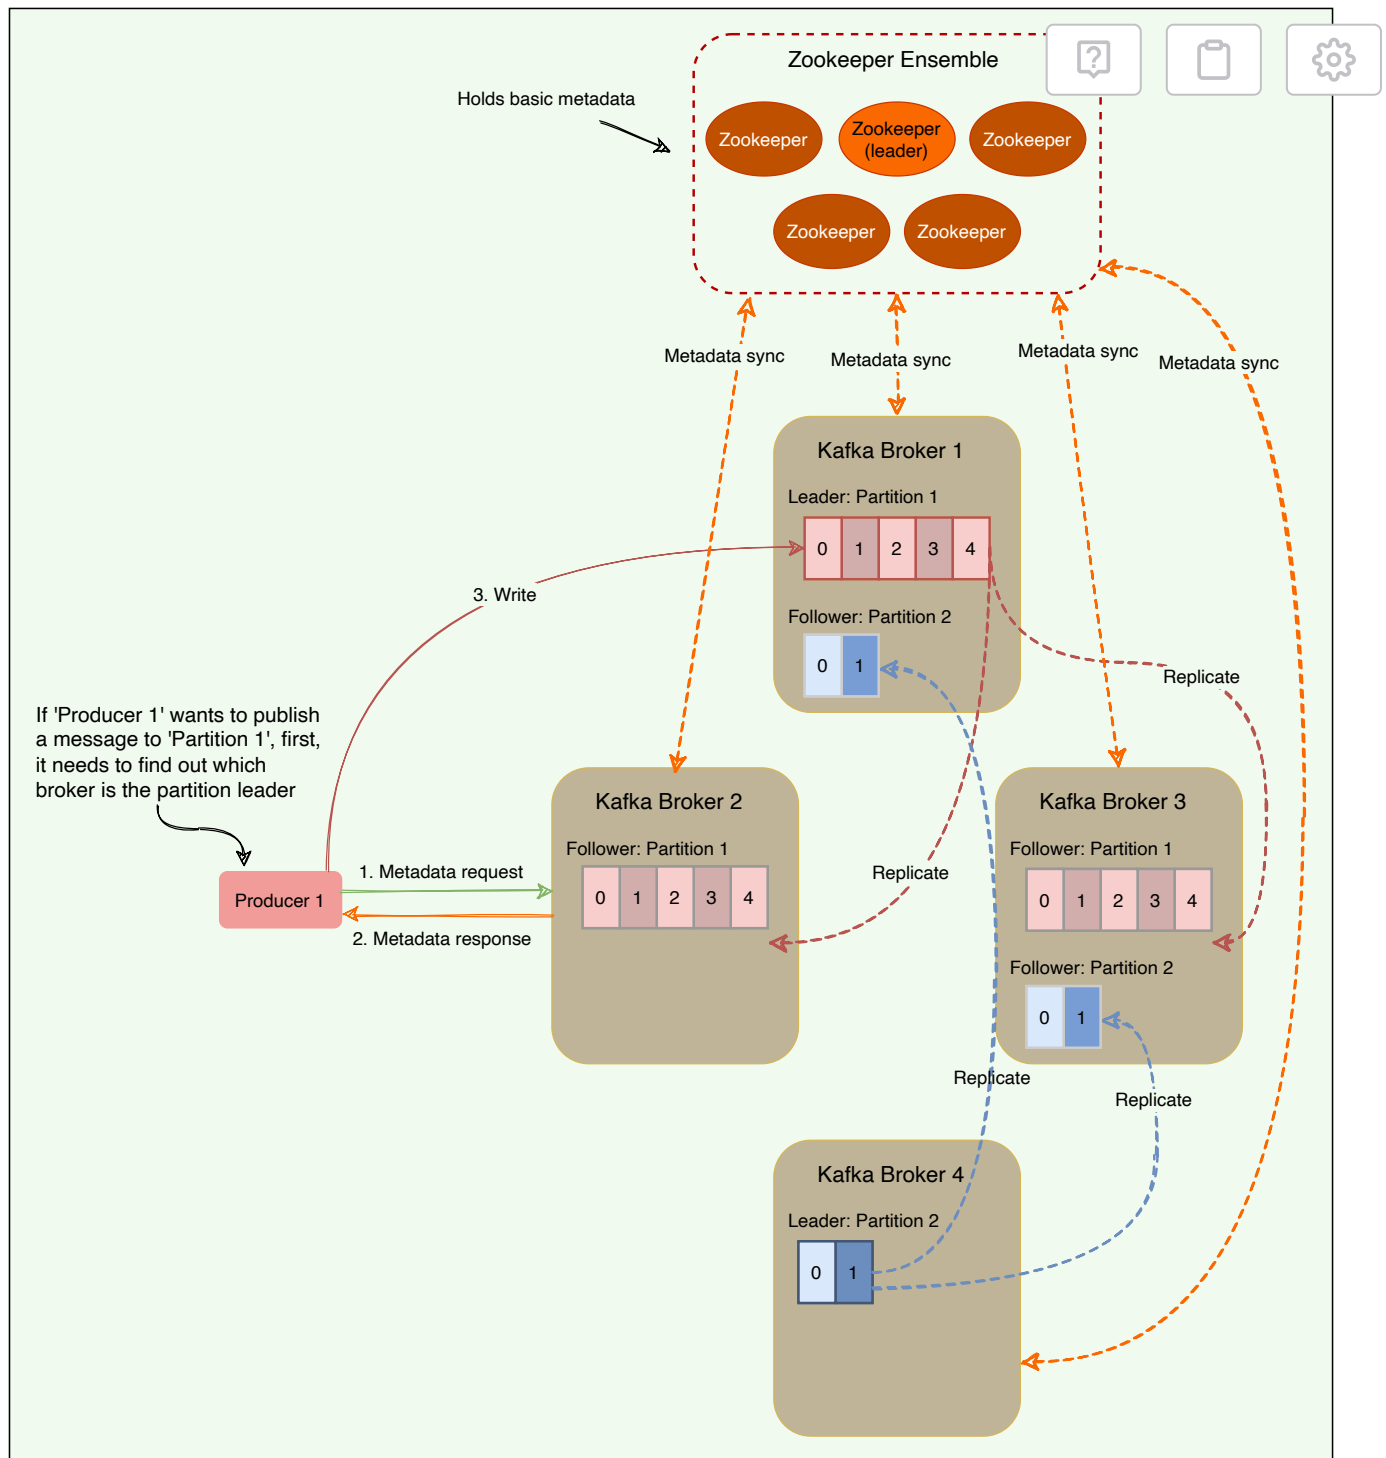 Zookeeper Ensemble
Holds basic metadata
Zookeeper
Zookeeper
(leader)
Zookeeper
Zookeeper
Zookeeper
Metadata sync
Metadata sync
Metadata sync
Metadata sync
Kafka Broker 1
Leader: Partition 1
0 1 2 3 4
3. Write
Follower: Partition 2
0 1
Replicate
If 'Producer 1' wants to publish
a message to 'Partition 1', first,
it needs to find out which
broker is the partition leader
Kafka Broker 2
Follower: Partition 1
0 1 2 3 4
Kafka Broker 3
Follower: Partition 1
0 1 2 3 4
Replicate
1. Metadata request
Producer 1
2. Metadata response
Follower: Partition 2
0 1
Replicate
Replicate
Kafka Broker 4
Leader: Partition 2
0 1